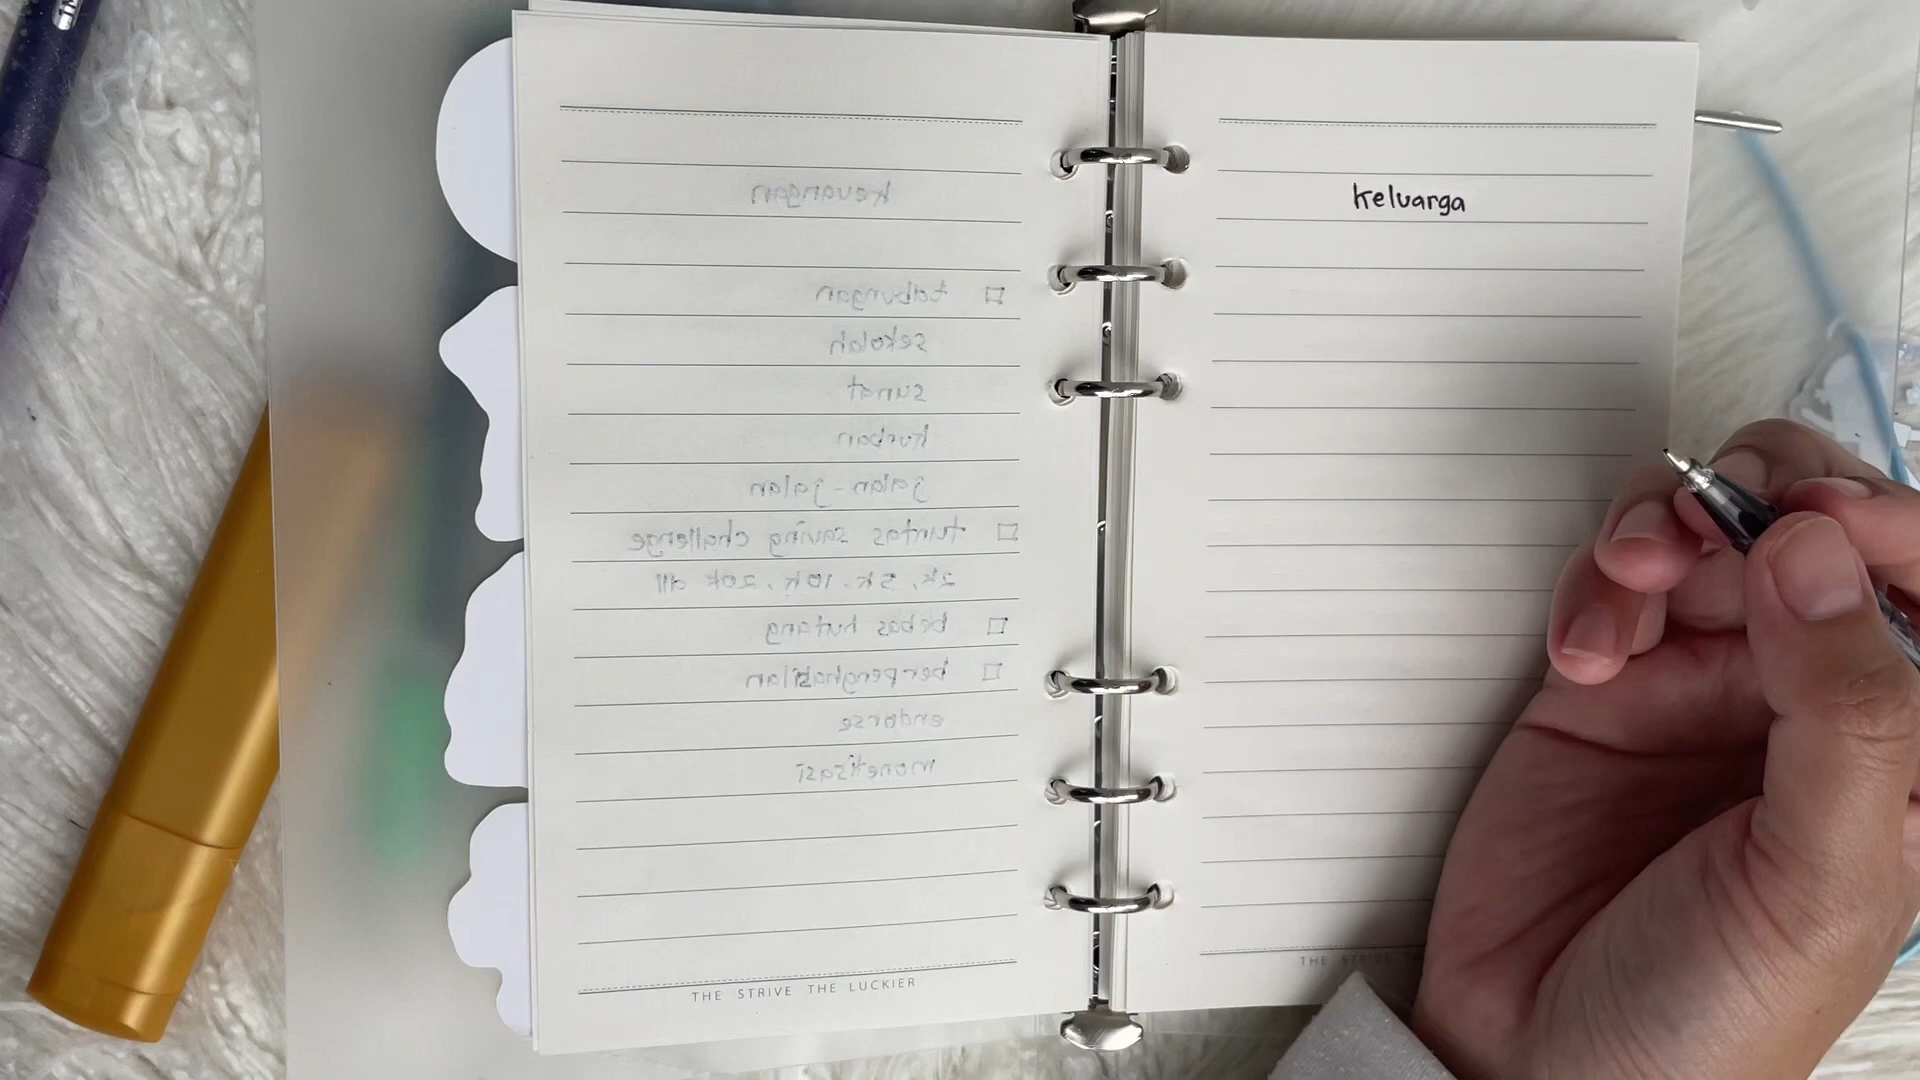 keuangan
tabungan
sekolah
sunat
kurban
jalan-jalan
tuntas saving challenge
2k, 5k, 10k, 20k dll
bebas hutang
berpenghasilan
endorse
monetisasi
THE STRIVE THE LUCKIER
keluarga
THE STRIVE